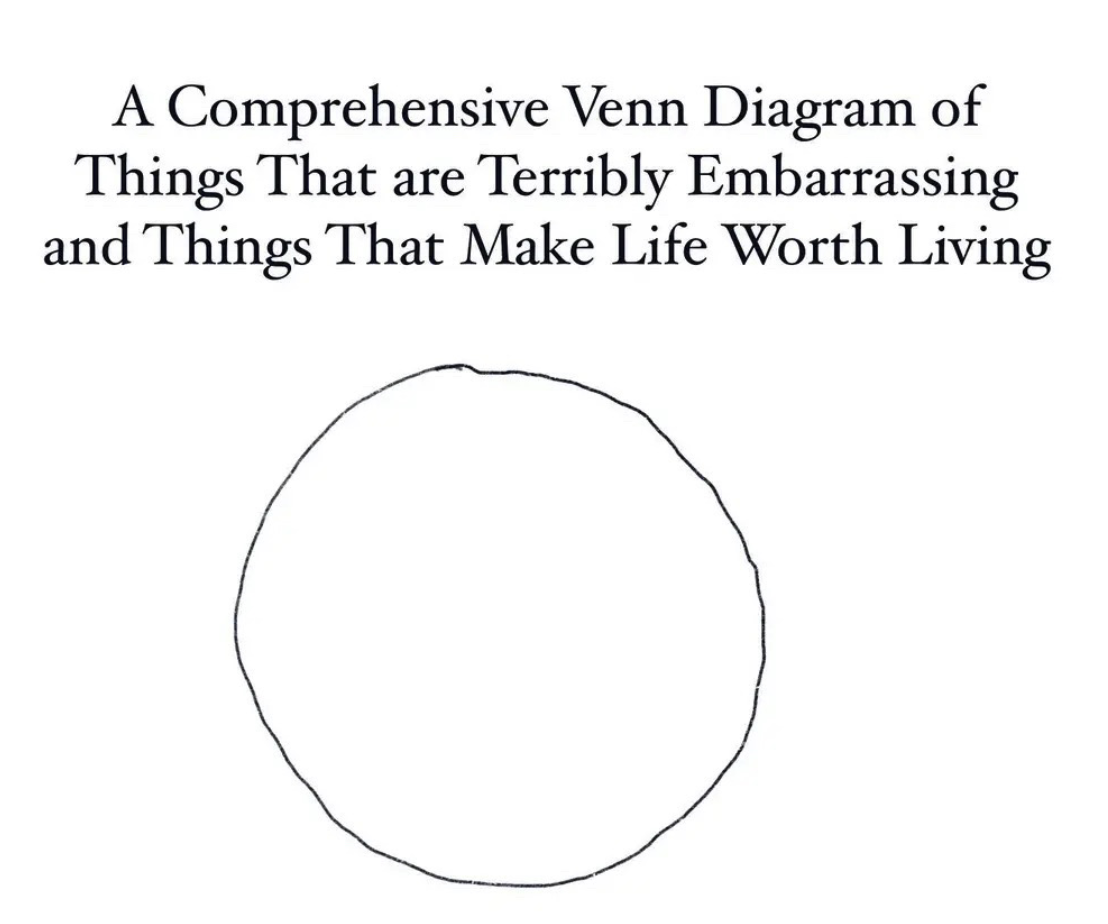 A Comprehensive Venn Diagram of
Things That are Terribly Embarrassing
and Things That Make Life Worth Living